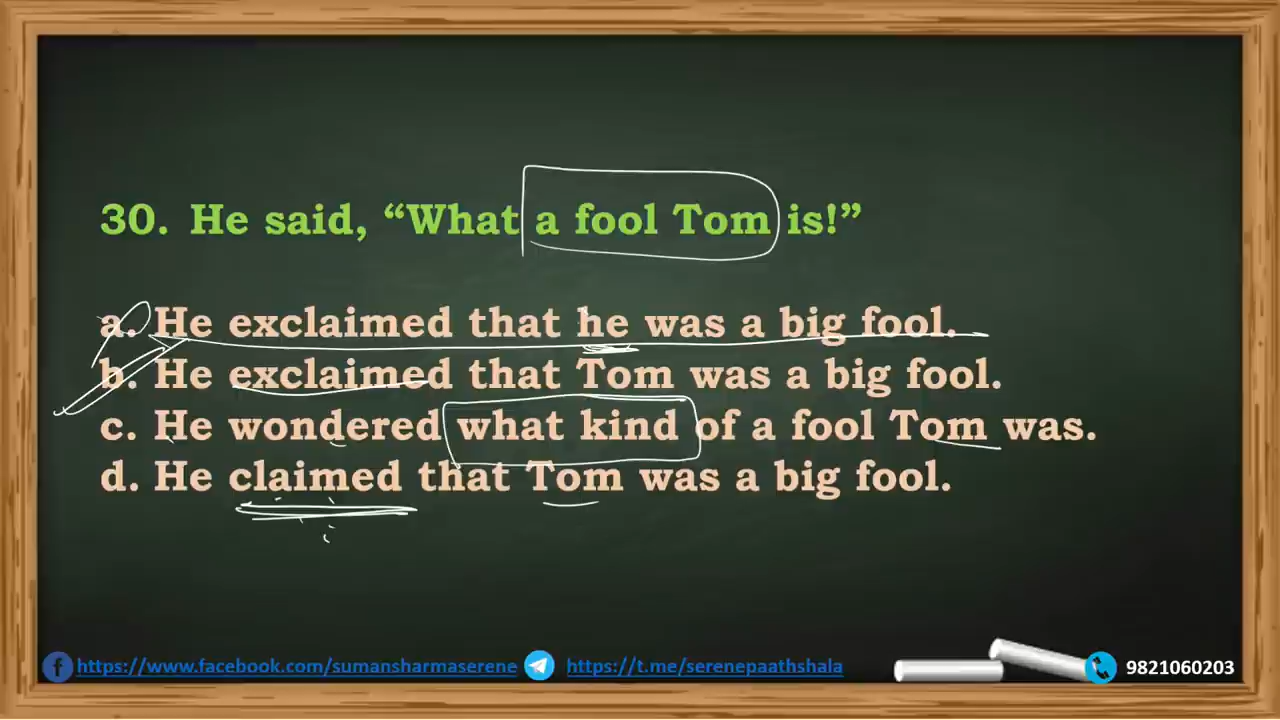 30. He said, “What a fool Tom is!”
a. He exclaimed that he was a big fool.
b. He exclaimed that Tom was a big fool.
c. He wondered what kind of a fool Tom was.
d. He claimed that Tom was a big fool.
https://www.facebook.com/sumansharmaserene https://t.me/serenepaathshala 9821060203